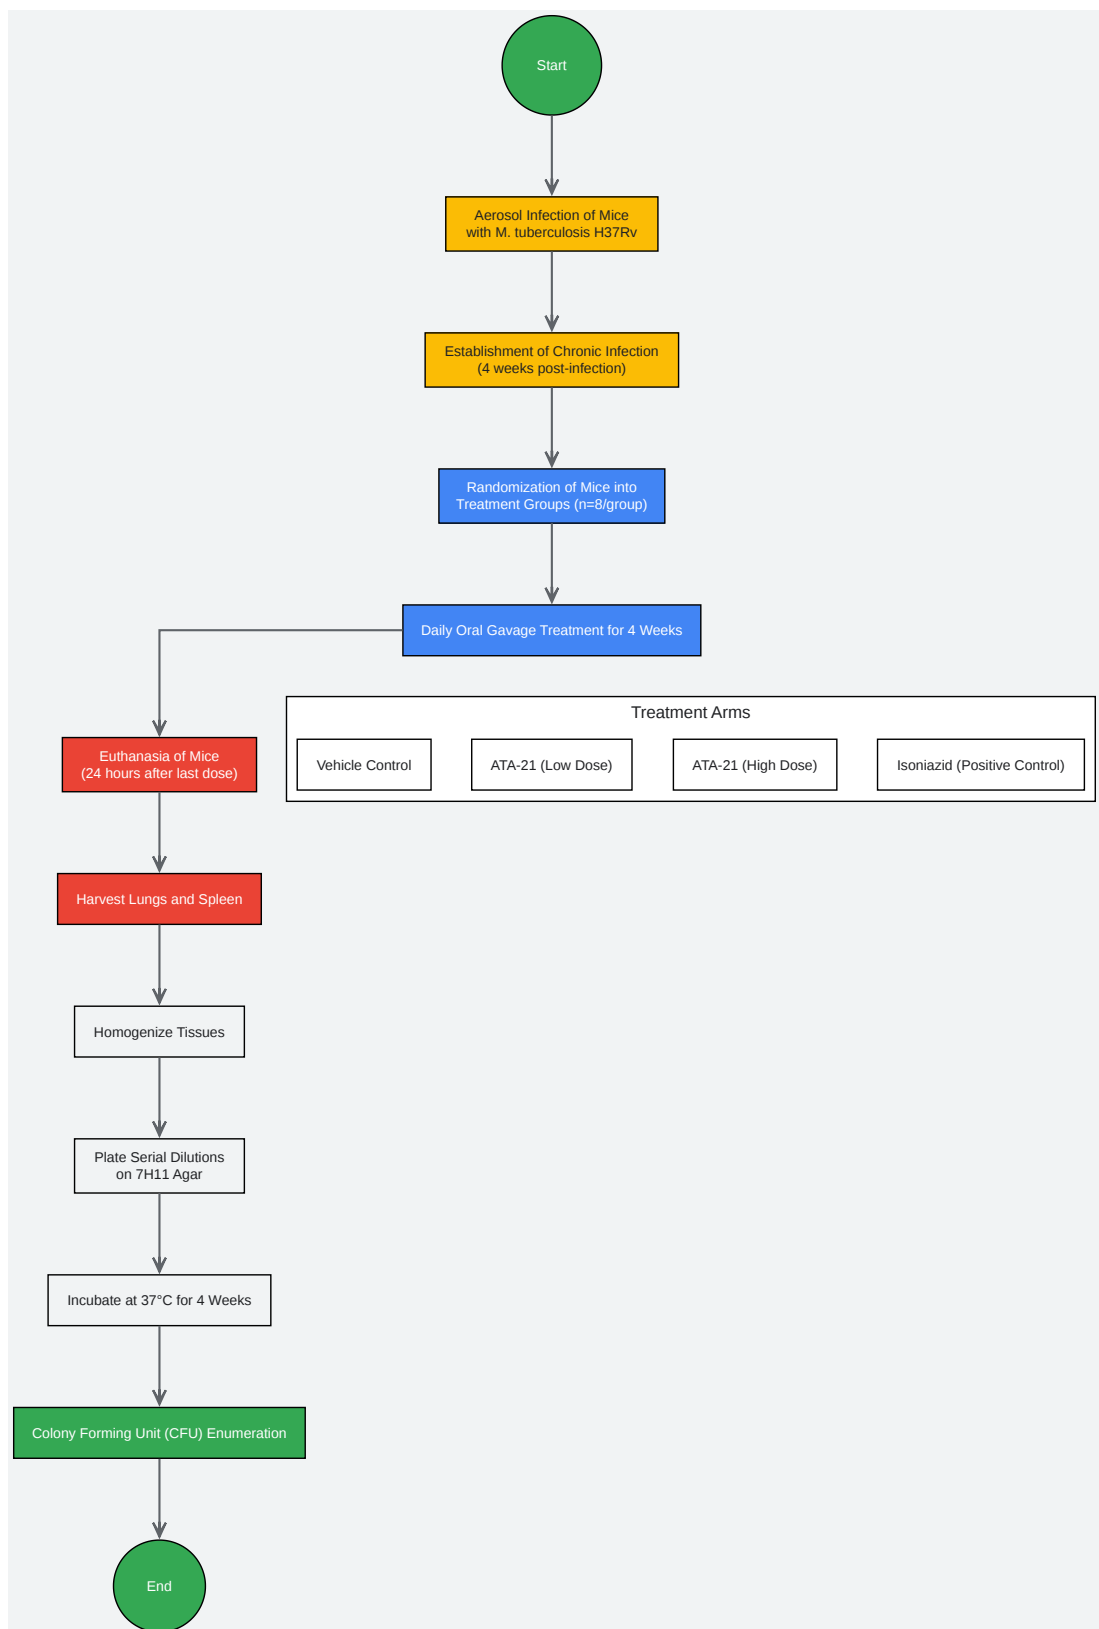 Start
Aerosol Infection of Mice
with M. tuberculosis H37Rv
Establishment of Chronic Infection
(4 weeks post-infection)
Randomization of Mice into
Treatment Groups (n=8/group)
Daily Oral Gavage Treatment for 4 Weeks
Treatment Arms
Vehicle Control
ATA-21 (Low Dose)
ATA-21 (High Dose)
Isoniazid (Positive Control)
Euthanasia of Mice
(24 hours after last dose)
Harvest Lungs and Spleen
Homogenize Tissues
Plate Serial Dilutions
on 7H11 Agar
Incubate at 37°C for 4 Weeks
Colony Forming Unit (CFU) Enumeration
End